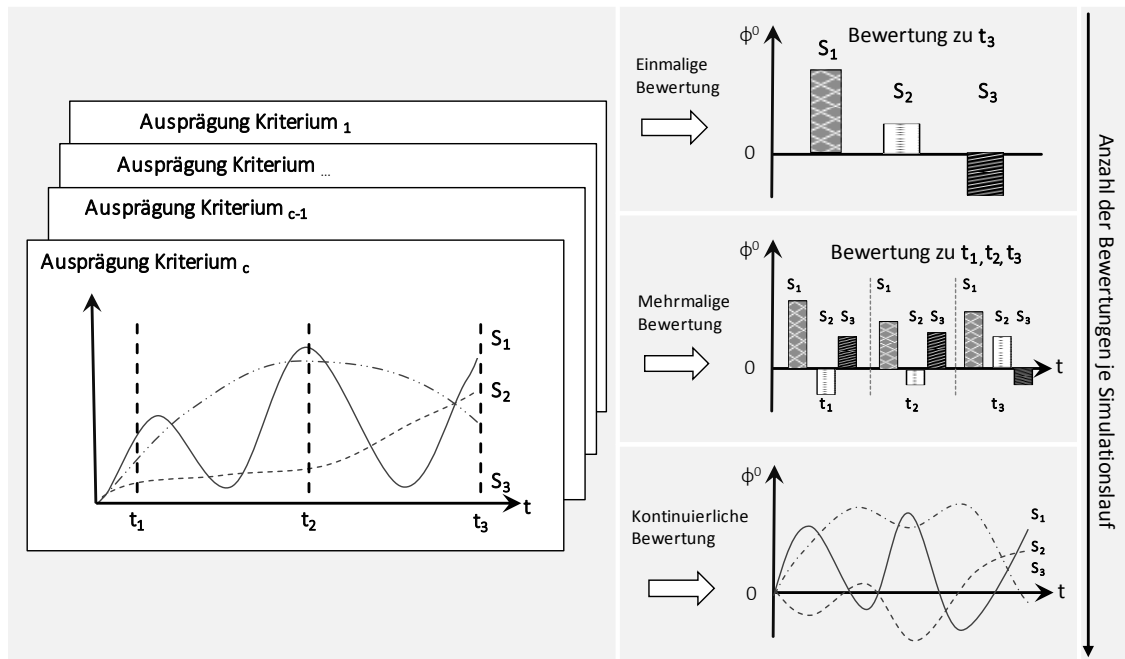 Ausprägung Kriterium 1
Ausprägung Kriterium ...
Ausprägung Kriterium c-1
Ausprägung Kriterium c
S1
S2
S3
t
t1
t2
t3
Einmalige
Bewertung
ϕ⁰
Bewertung zu t3
S1
S2
S3
0
Mehrmalige
Bewertung
ϕ⁰
Bewertung zu t1, t2, t3
S1
S1
S1
S2 S3
S2 S3
S2 S3
0
t
t1
t2
t3
Kontinuierliche
Bewertung
ϕ⁰
S1
S2
S3
0
t
Anzahl der Bewertungen je Simulationslauf